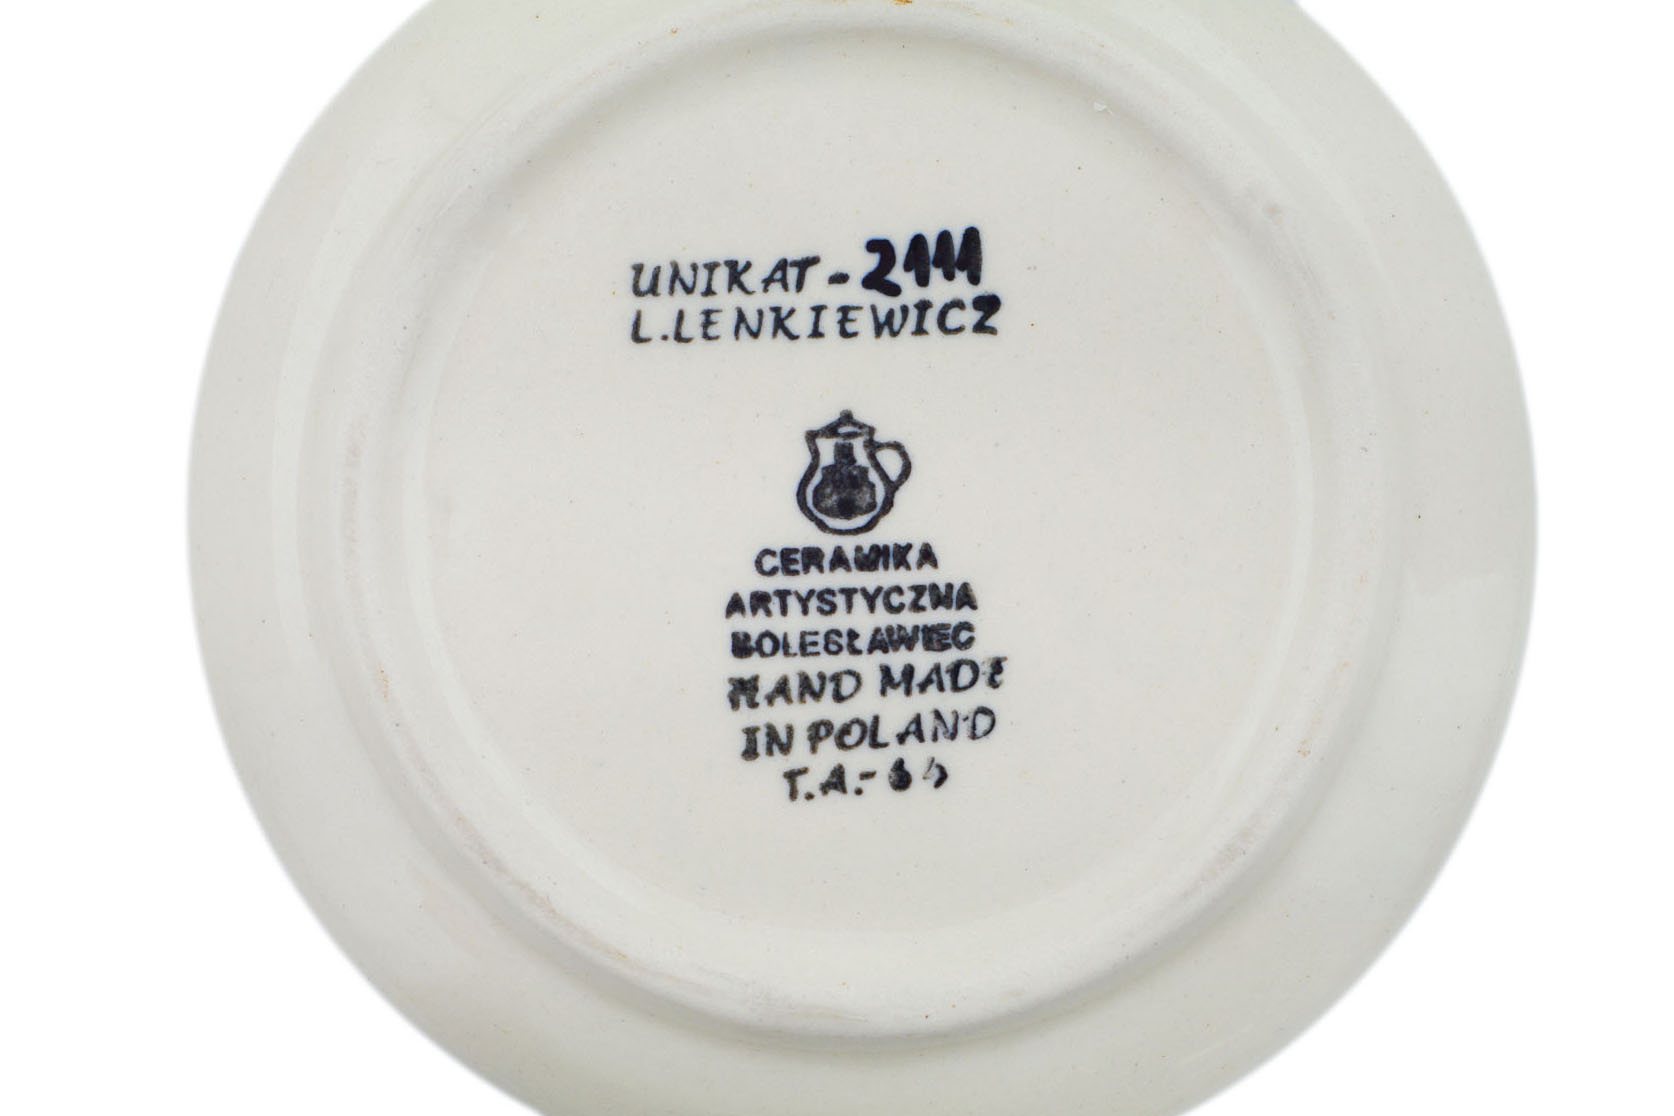 UNIKAT-2111
L.LENKIEWICZ
CERAMIKA
ARTYSTYCZNA
BOLESŁAWIEC
HAND MADE
IN POLAND
T.A.-